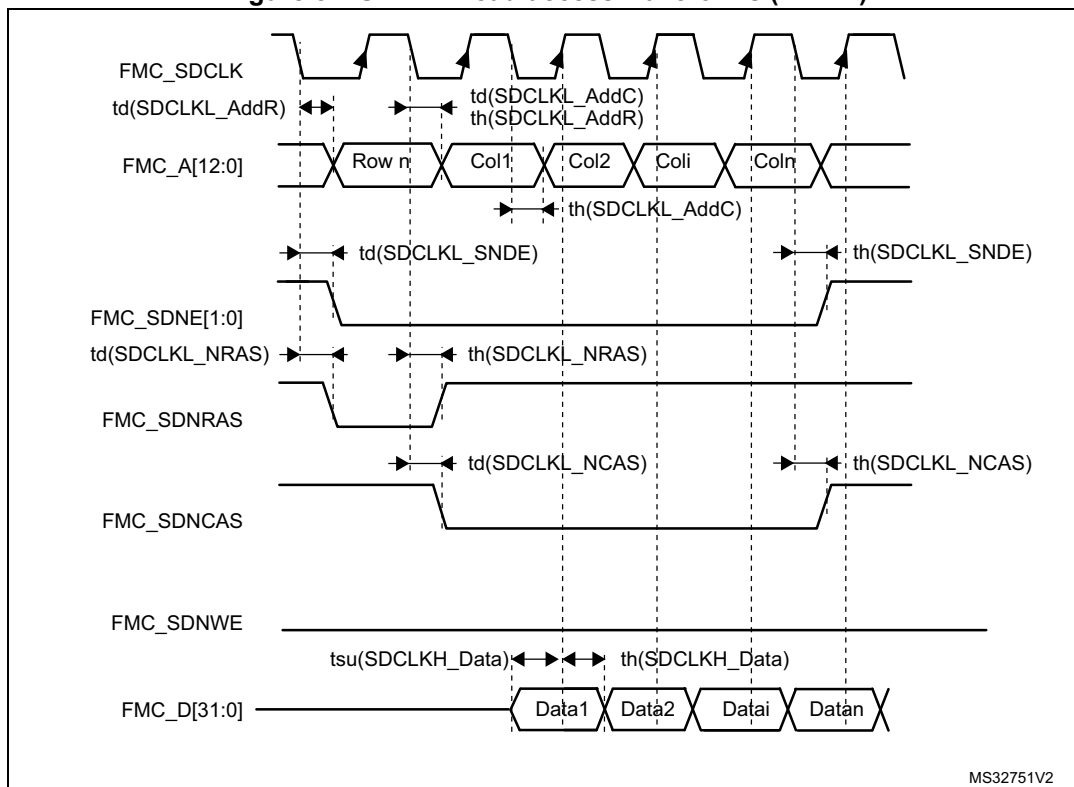 FMC_SDCLK
td(SDCLKL_AddR)
td(SDCLKL_AddC)
th(SDCLKL_AddR)
FMC_A[12:0]
Row n
Col1
Col2
Coli
Coln
th(SDCLKL_AddC)
td(SDCLKL_SNDE)
th(SDCLKL_SNDE)
FMC_SDNE[1:0]
td(SDCLKL_NRAS)
th(SDCLKL_NRAS)
FMC_SDNRAS
td(SDCLKL_NCAS)
th(SDCLKL_NCAS)
FMC_SDNCAS
FMC_SDNWE
tsu(SDCLKH_Data)
th(SDCLKH_Data)
FMC_D[31:0]
Data1
Data2
Datai
Datan
MS32751V2